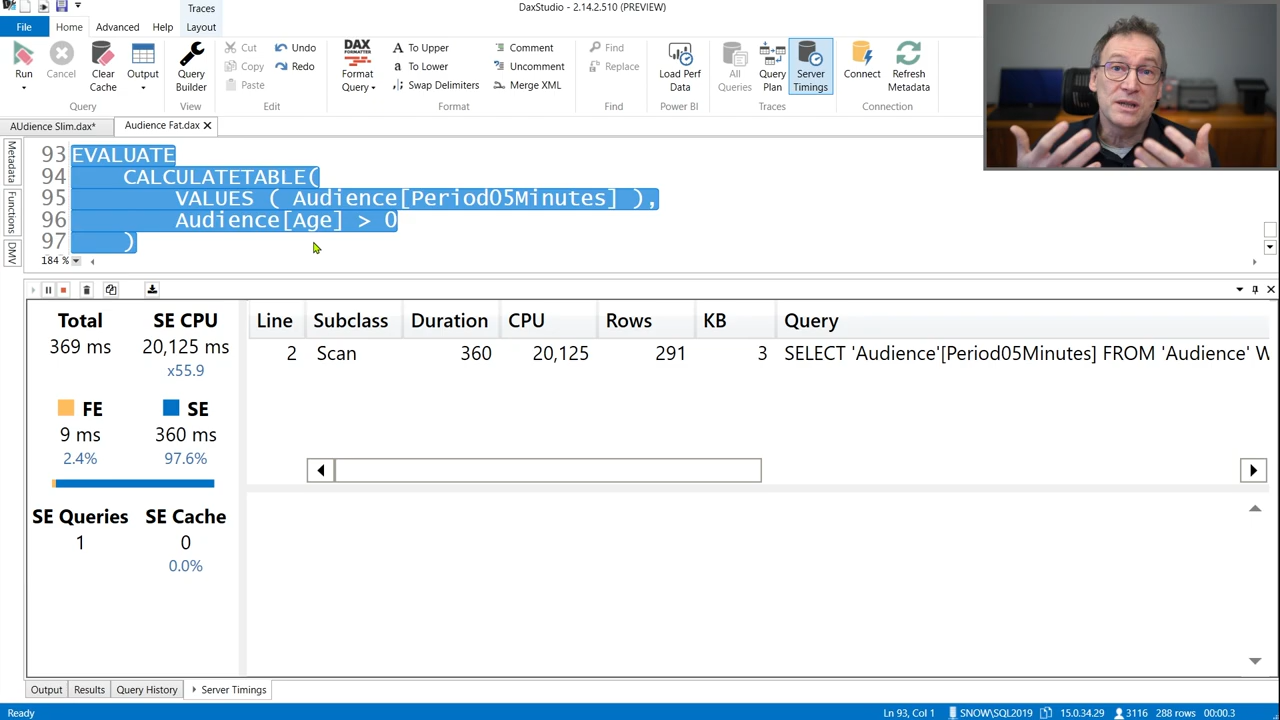 Traces
DaxStudio - 2.14.2.510 (PREVIEW)
File Home Advanced Help Layout
Run Cancel Clear Cache Output
Query
Query Builder
View
Cut Copy Paste
Undo Redo
Edit
DAX FORMATTER
Format Query
To Upper
To Lower
Swap Delimiters
Comment
Uncomment
Merge XML
Format
Find
Replace
Find
Load Perf Data
Power BI
All Queries
Query Plan
Server Timings
Traces
Connect
Refresh Metadata
Connection
AUdience Slim.dax* Audience Fat.dax
Metadata
Functions
DMV
93 EVALUATE
94 CALCULATETABLE(
95 VALUES ( Audience[Period05Minutes] ),
96 Audience[Age] > 0
97 )
184 %
Total SE CPU
369 ms 20,125 ms
x55.9
FE SE
9 ms 360 ms
2.4% 97.6%
SE Queries SE Cache
1 0
0.0%
Line Subclass Duration CPU Rows KB Query
2 Scan 360 20,125 291 3 SELECT 'Audience'[Period05Minutes] FROM 'Audience' W
Output Results Query History Server Timings
Ready Ln 93, Col 1 SNOW\SQL2019 15.0.34.29 3116 288 rows 00:00.3